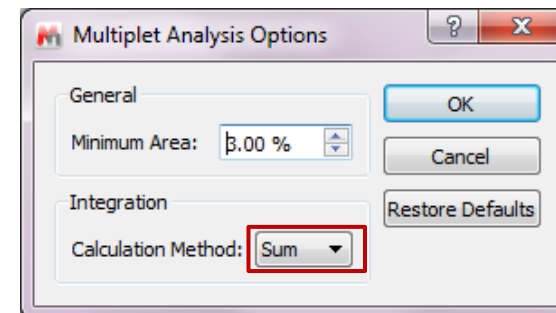 Multiplet Analysis Options
General
Minimum Area: 3.00 %
Integration
Calculation Method: Sum
OK
Cancel
Restore Defaults